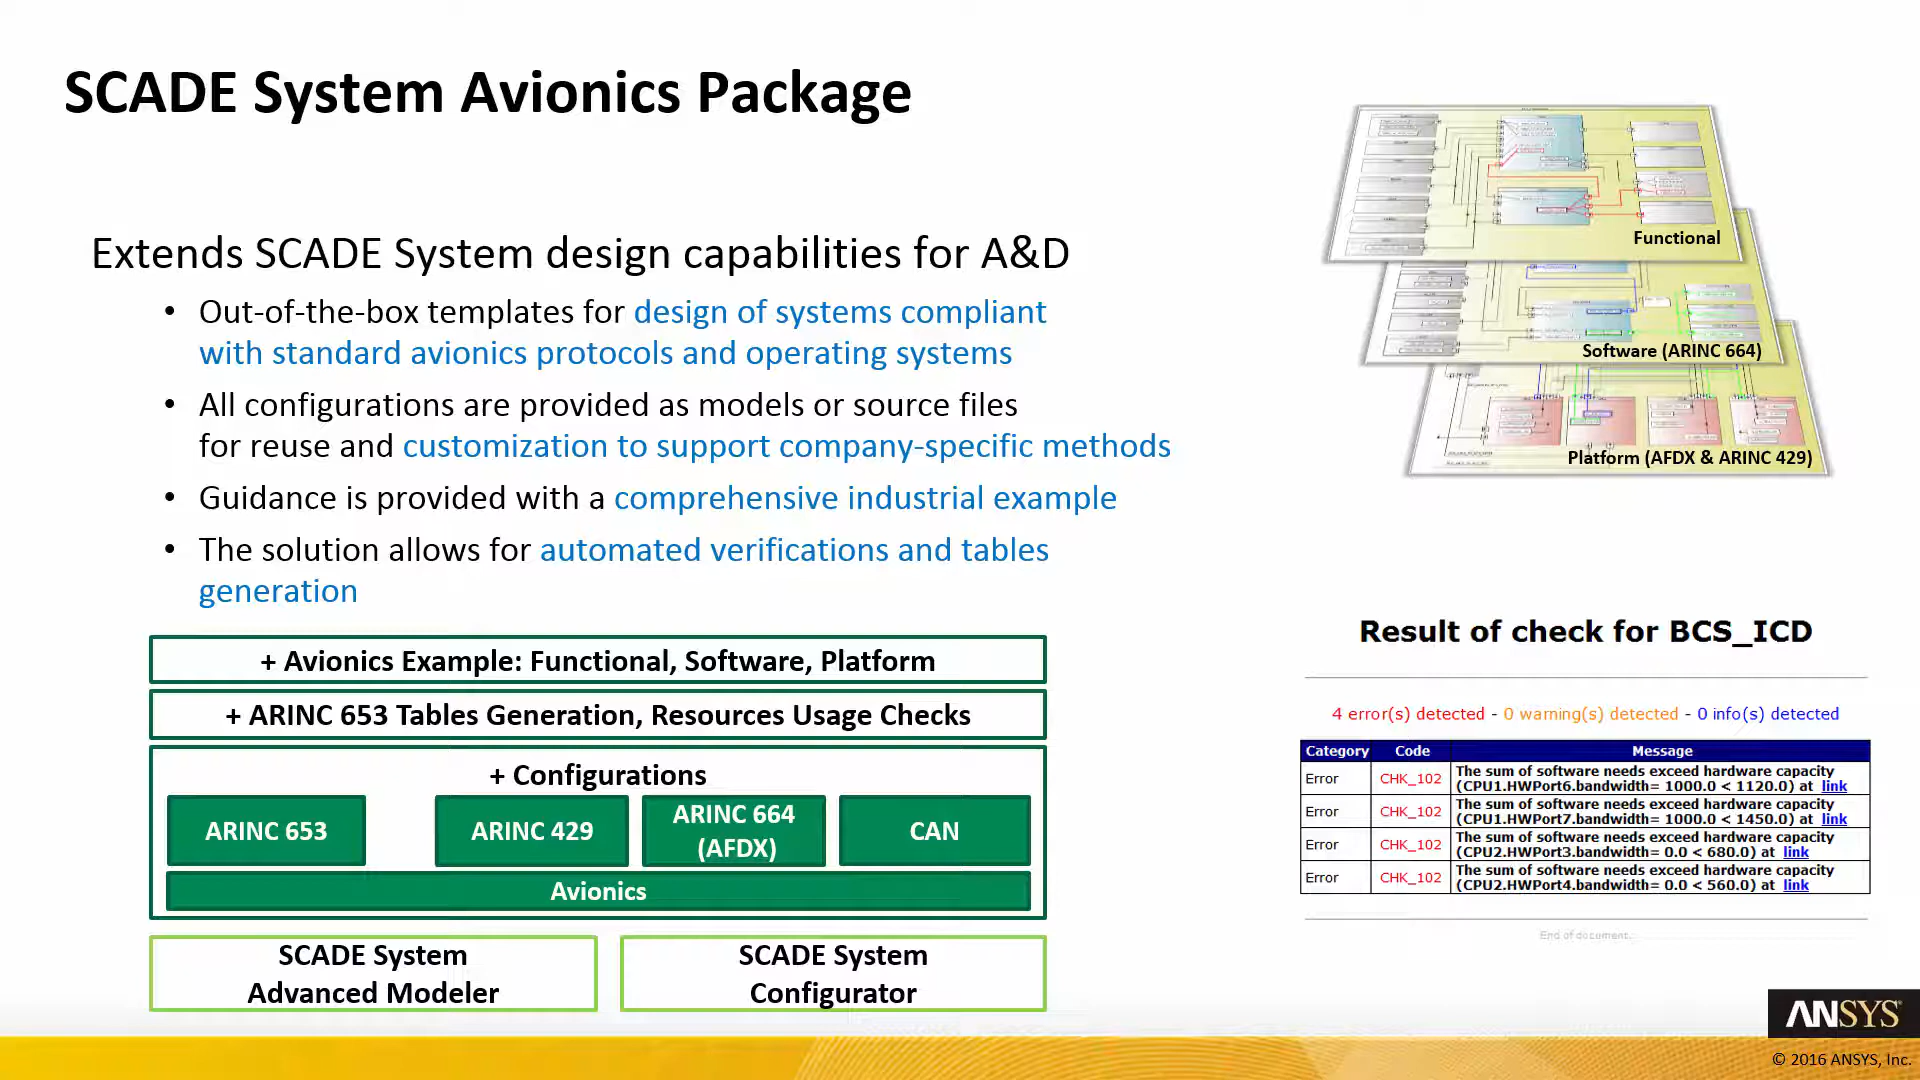 SCADE System Avionics Package
Extends SCADE System design capabilities for A&D
• Out-of-the-box templates for design of systems compliant
with standard avionics protocols and operating systems
• All configurations are provided as models or source files
for reuse and customization to support company-specific methods
• Guidance is provided with a comprehensive industrial example
• The solution allows for automated verifications and tables
generation
+ Avionics Example: Functional, Software, Platform
+ ARINC 653 Tables Generation, Resources Usage Checks
+ Configurations
ARINC 653
ARINC 429
ARINC 664
(AFDX)
CAN
Avionics
SCADE System
Advanced Modeler
SCADE System
Configurator
Functional
Software (ARINC 664)
Platform (AFDX & ARINC 429)
Result of check for BCS_ICD
4 error(s) detected - 0 warning(s) detected - 0 info(s) detected
Category Code Message
Error CHK_102 The sum of software needs exceed hardware capacity
(CPU1.HWPort6.bandwidth= 1000.0 < 1120.0) at link
Error CHK_102 The sum of software needs exceed hardware capacity
(CPU1.HWPort7.bandwidth= 1000.0 < 1450.0) at link
Error CHK_102 The sum of software needs exceed hardware capacity
(CPU2.HWPort3.bandwidth= 0.0 < 680.0) at link
Error CHK_102 The sum of software needs exceed hardware capacity
(CPU2.HWPort4.bandwidth= 0.0 < 560.0) at link
End of document.
ANSYS
© 2016 ANSYS, Inc.